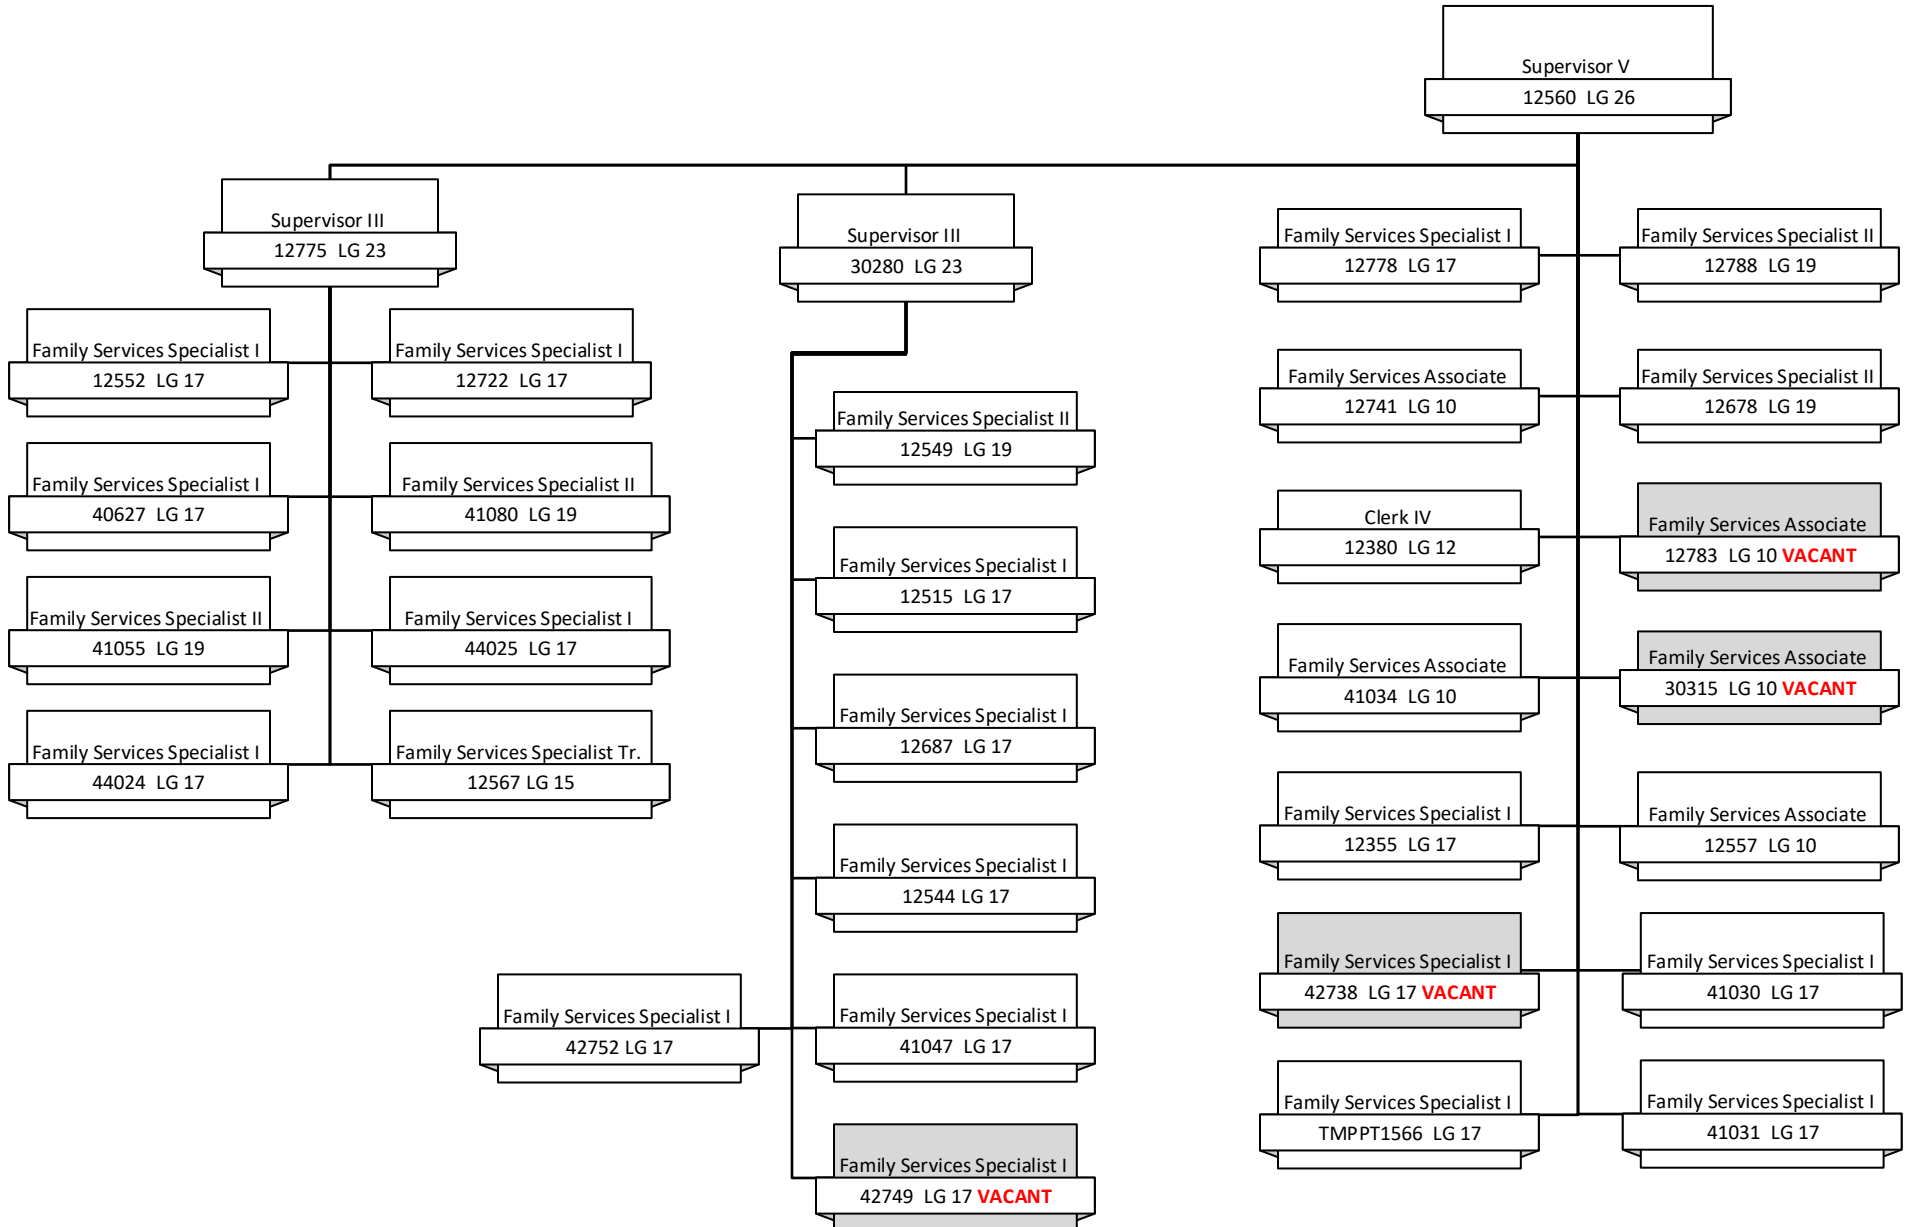 Supervisor V
12560 LG 26
Supervisor III
12775 LG 23
Family Services Specialist I
12552 LG 17
Family Services Specialist I
12722 LG 17
Family Services Specialist I
40627 LG 17
Family Services Specialist II
41080 LG 19
Family Services Specialist II
41055 LG 19
Family Services Specialist I
44025 LG 17
Family Services Specialist I
44024 LG 17
Family Services Specialist Tr.
12567 LG 15
Supervisor III
30280 LG 23
Family Services Specialist II
12549 LG 19
Family Services Specialist I
12515 LG 17
Family Services Specialist I
12687 LG 17
Family Services Specialist I
12544 LG 17
Family Services Specialist I
42752 LG 17
Family Services Specialist I
41047 LG 17
Family Services Specialist I
42749 LG 17 VACANT
Family Services Specialist I
12778 LG 17
Family Services Specialist II
12788 LG 19
Family Services Associate
12741 LG 10
Family Services Specialist II
12678 LG 19
Clerk IV
12380 LG 12
Family Services Associate
12783 LG 10 VACANT
Family Services Associate
41034 LG 10
Family Services Associate
30315 LG 10 VACANT
Family Services Specialist I
12355 LG 17
Family Services Associate
12557 LG 10
Family Services Specialist I
42738 LG 17 VACANT
Family Services Specialist I
41030 LG 17
Family Services Specialist I
TMPPT1566 LG 17
Family Services Specialist I
41031 LG 17